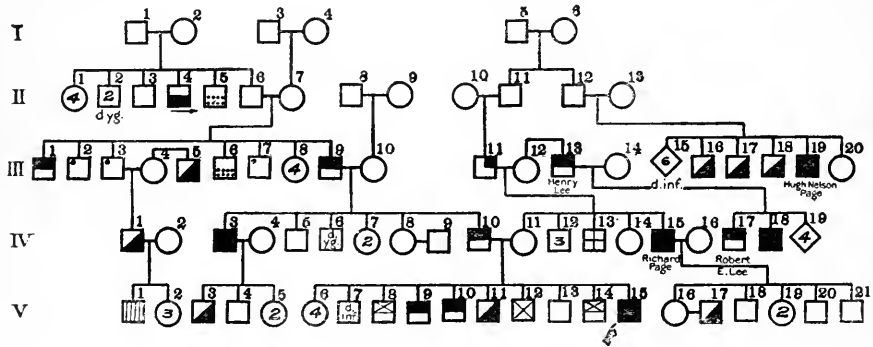 I
1 2 3 4 5 6
II
1 2 3 4 5 6 7 8 9 10 11 12 13
4 2
d yg.
III
1 2 3 4 5 6 7 8 9 10 11 12 13 14 15 16 17 18 19 20
4 6
Henry Lee
d. inf.
Hugh Nelson Page
IV
1 2 3 4 5 6 7 8 9 10 11 12 13 14 15 16 17 18 19
d yg. 2 3 4
Richard Page
Robert E. Lee
V
1 2 3 4 5 6 7 8 9 10 11 12 13 14 15 16 17 18 19 20 21
3 2 4 d. inf. 2